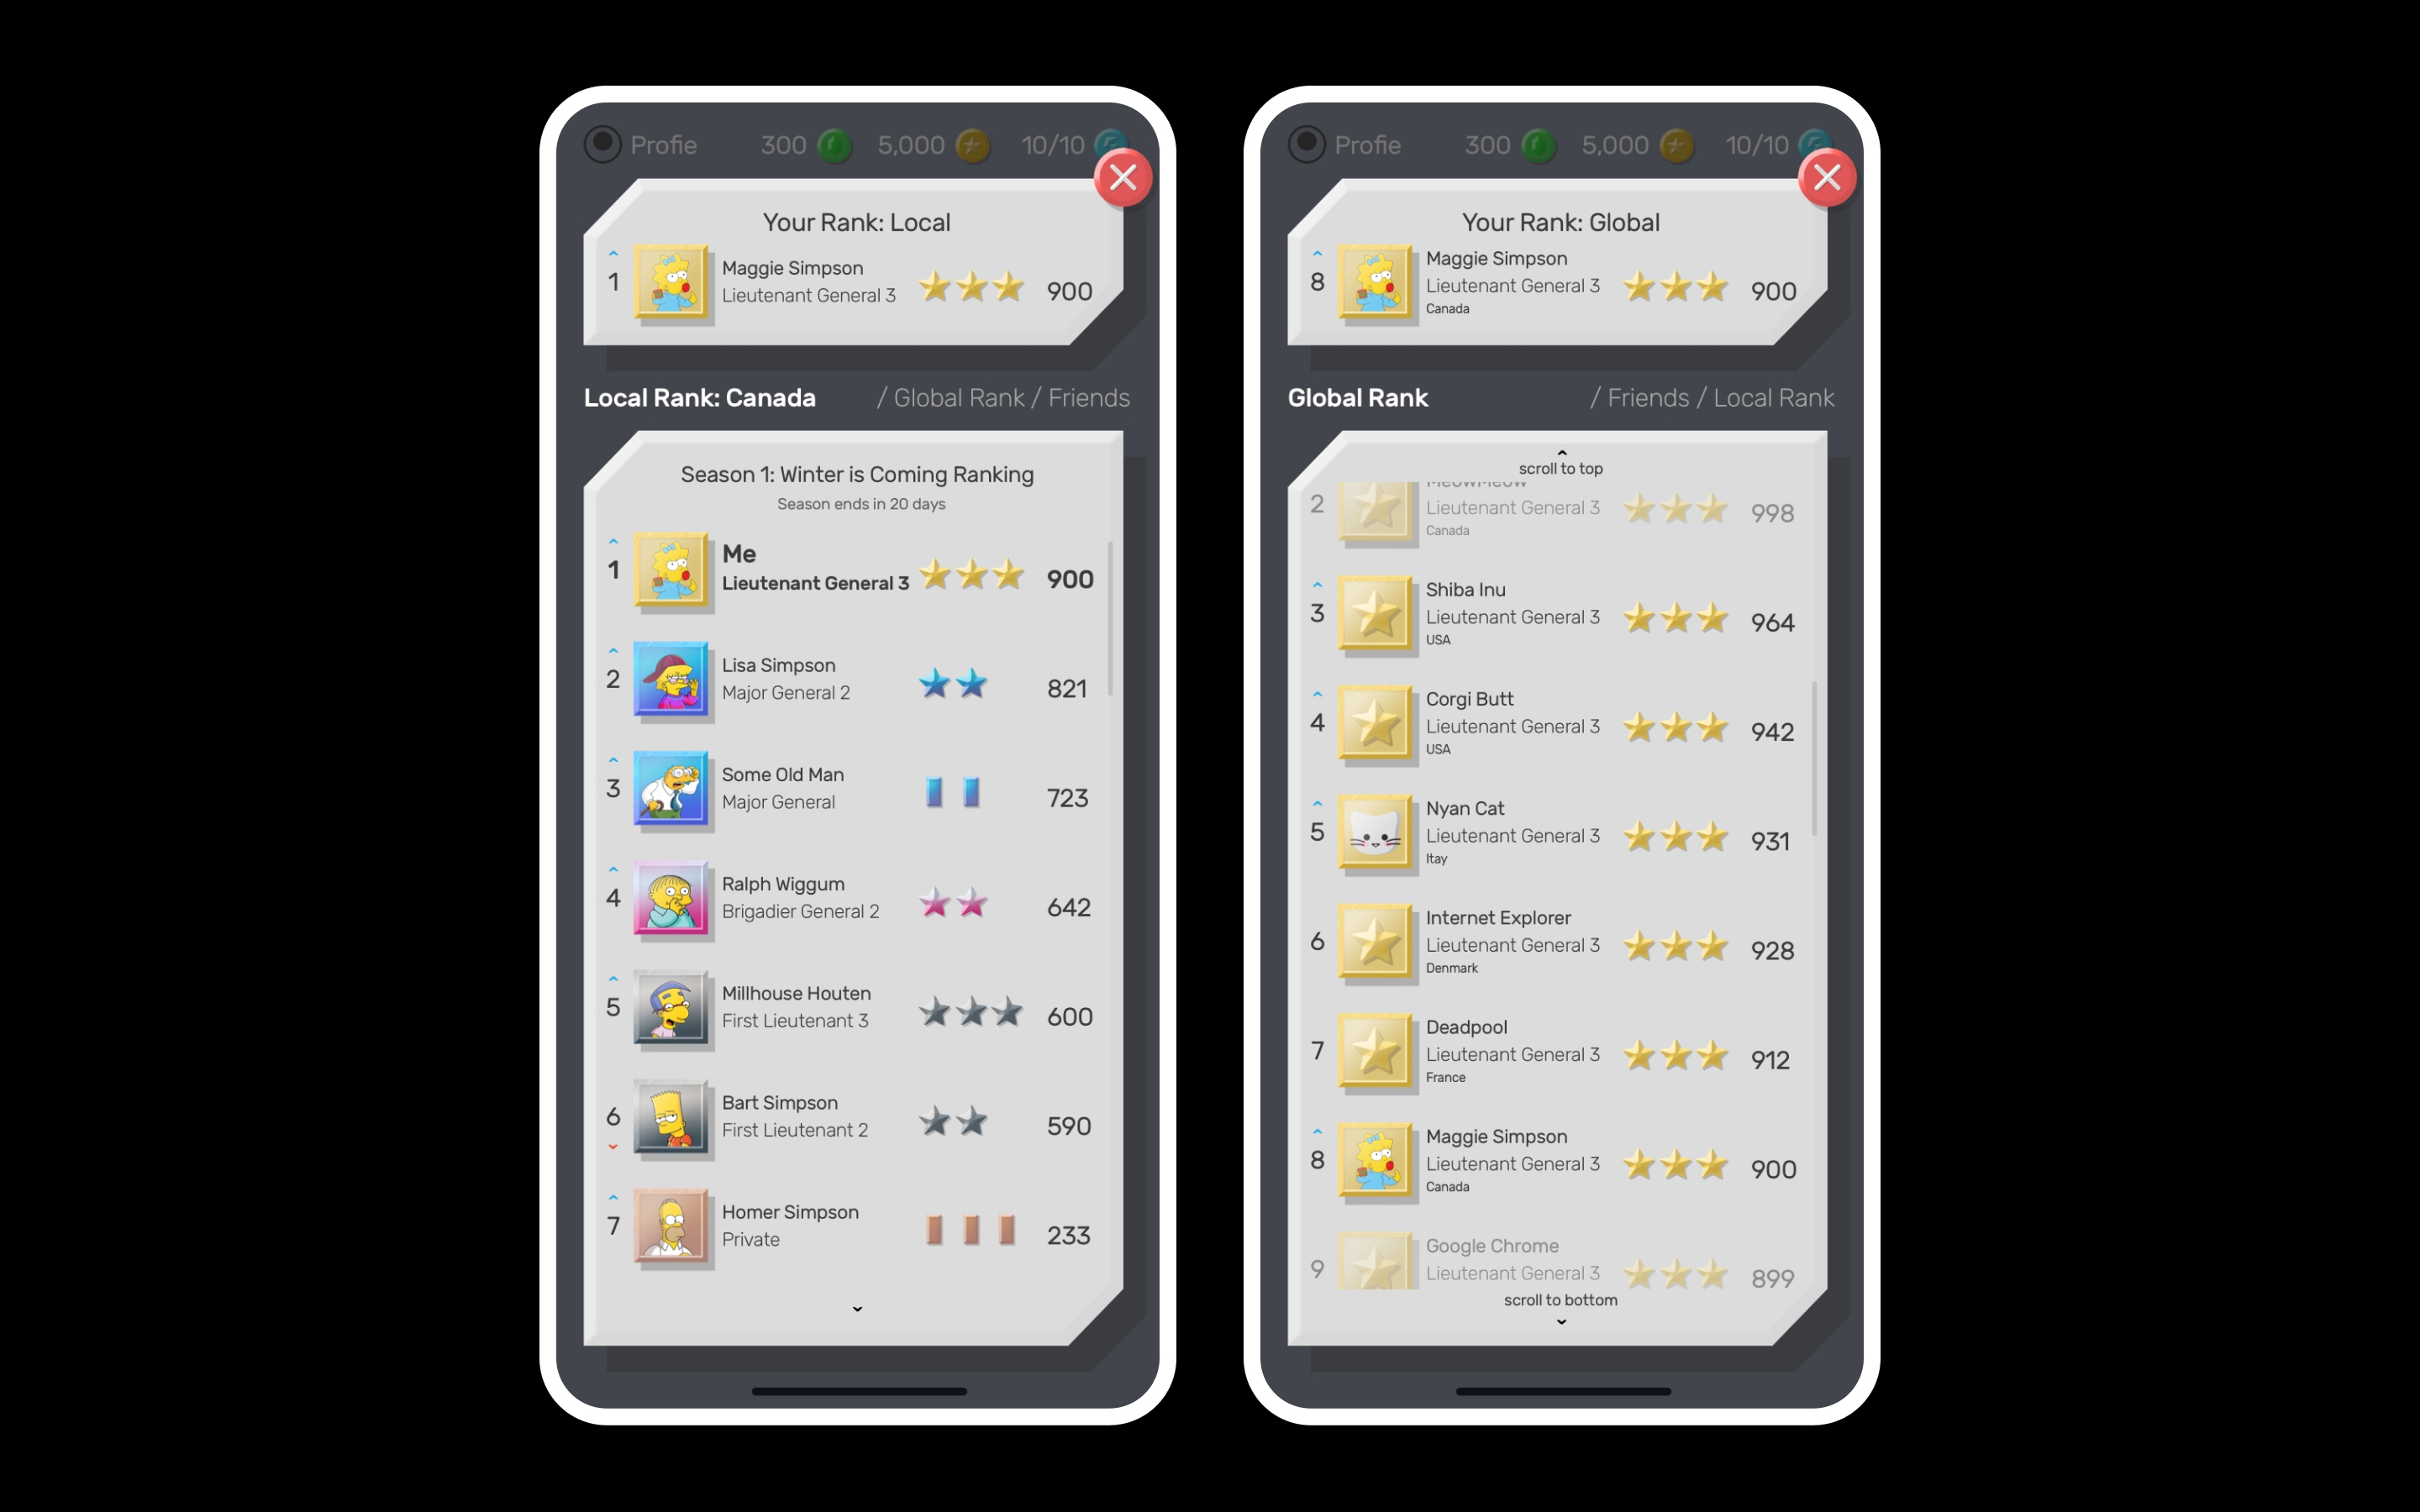 Profie 300 5,000 10/10
Your Rank: Local
1
Maggie Simpson
Lieutenant General 3
900
Local Rank: Canada / Global Rank / Friends
Season 1: Winter is Coming Ranking
Season ends in 20 days
1
Me
Lieutenant General 3
900
2
Lisa Simpson
Major General 2
821
3
Some Old Man
Major General
723
4
Ralph Wiggum
Brigadier General 2
642
5
Millhouse Houten
First Lieutenant 3
600
6
Bart Simpson
First Lieutenant 2
590
7
Homer Simpson
Private
233
Profie 300 5,000 10/10
Your Rank: Global
8
Maggie Simpson
Lieutenant General 3
Canada
900
Global Rank / Friends / Local Rank
scroll to top
2
MeowMeow
Lieutenant General 3
Canada
998
3
Shiba Inu
Lieutenant General 3
USA
964
4
Corgi Butt
Lieutenant General 3
USA
942
5
Nyan Cat
Lieutenant General 3
Itay
931
6
Internet Explorer
Lieutenant General 3
Denmark
928
7
Deadpool
Lieutenant General 3
France
912
8
Maggie Simpson
Lieutenant General 3
Canada
900
9
Google Chrome
Lieutenant General 3
899
scroll to bottom